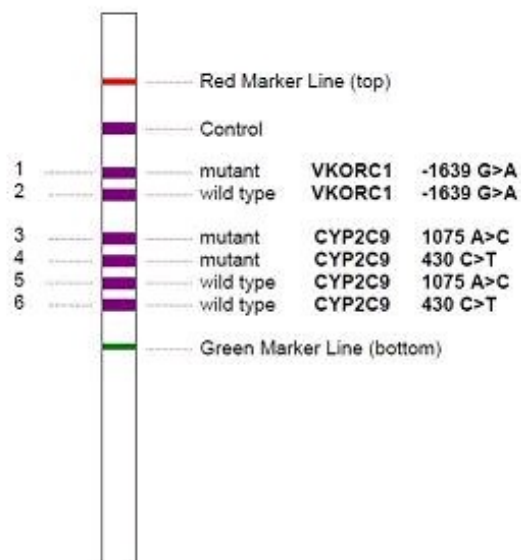 Red Marker Line (top)
Control
1 mutant VKORC1 -1639 G>A
2 wild type VKORC1 -1639 G>A
3 mutant CYP2C9 1075 A>C
4 mutant CYP2C9 430 C>T
5 wild type CYP2C9 1075 A>C
6 wild type CYP2C9 430 C>T
Green Marker Line (bottom)